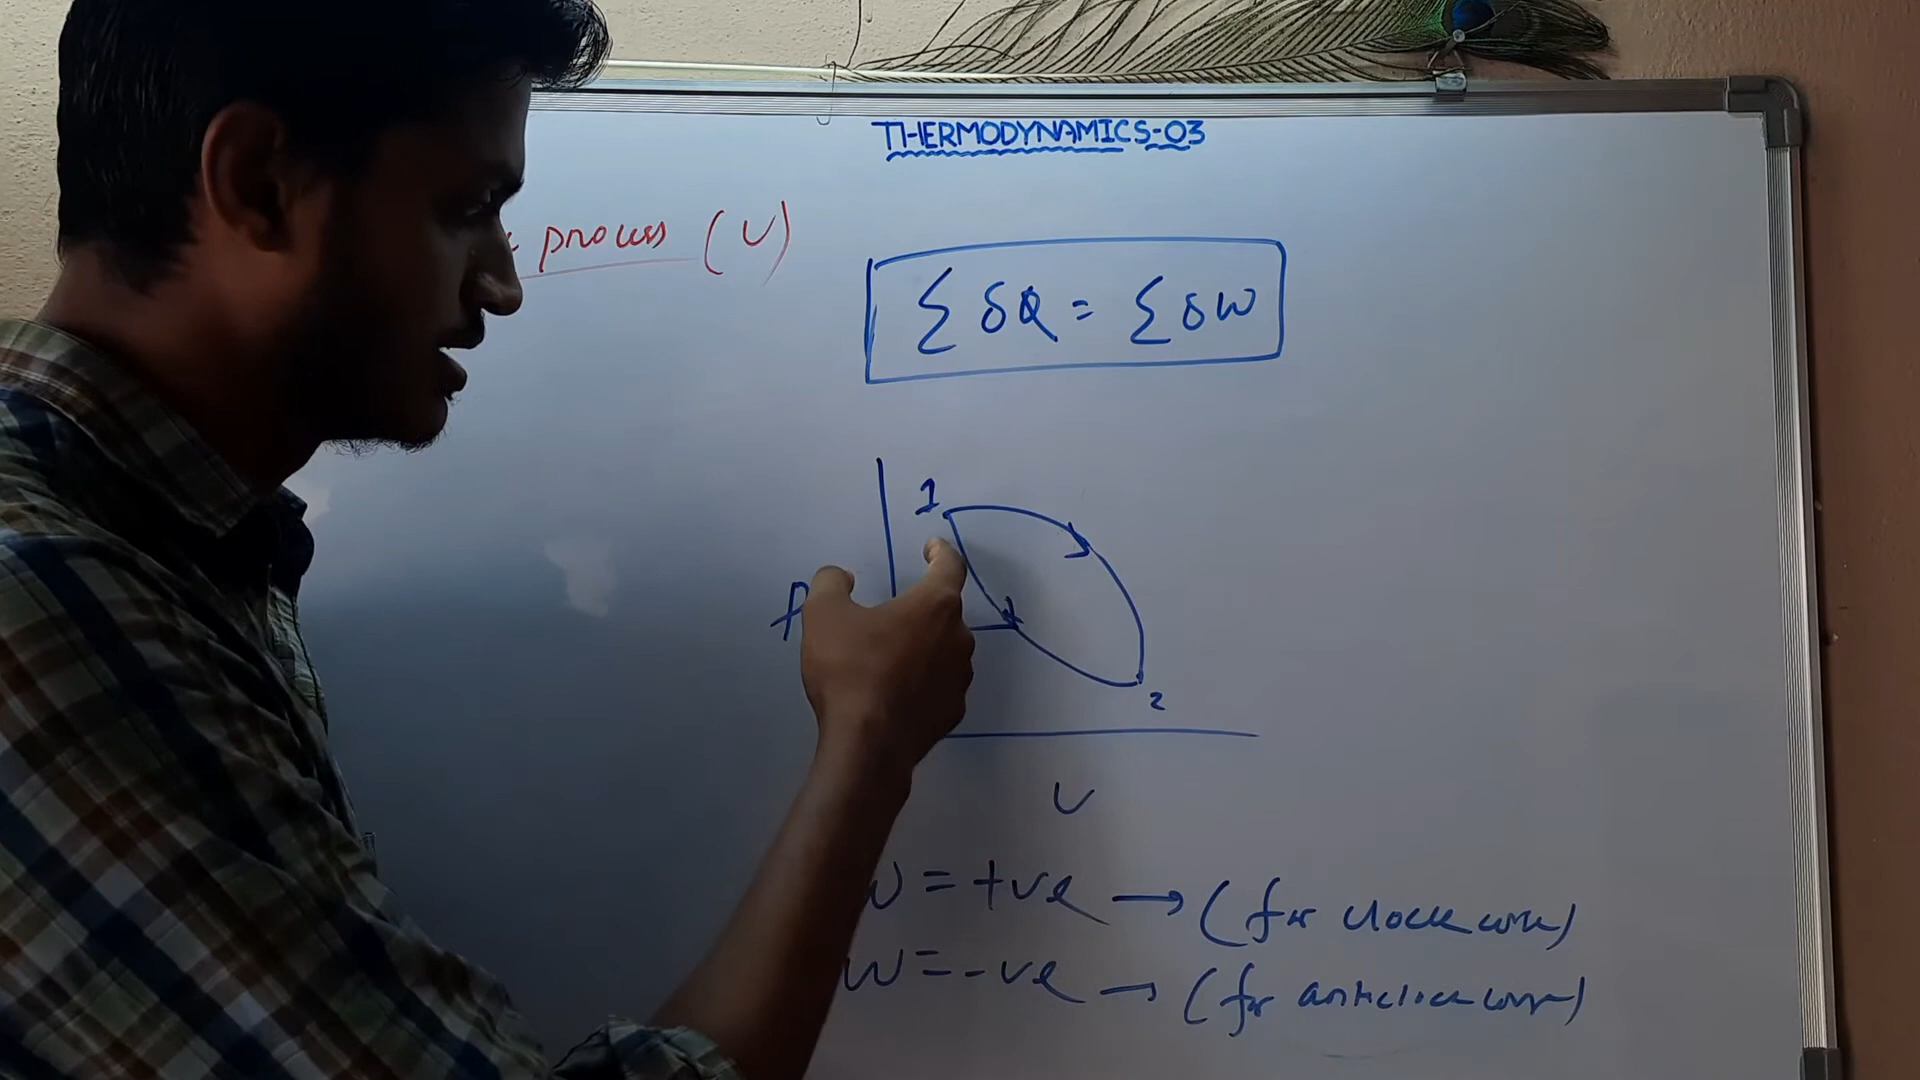 THERMODYNAMICS-03
process (U)
Σ δQ = Σ δW
1
P
2
U
W = +ve → (for clockwise)
W = -ve → (for anticlockwise)